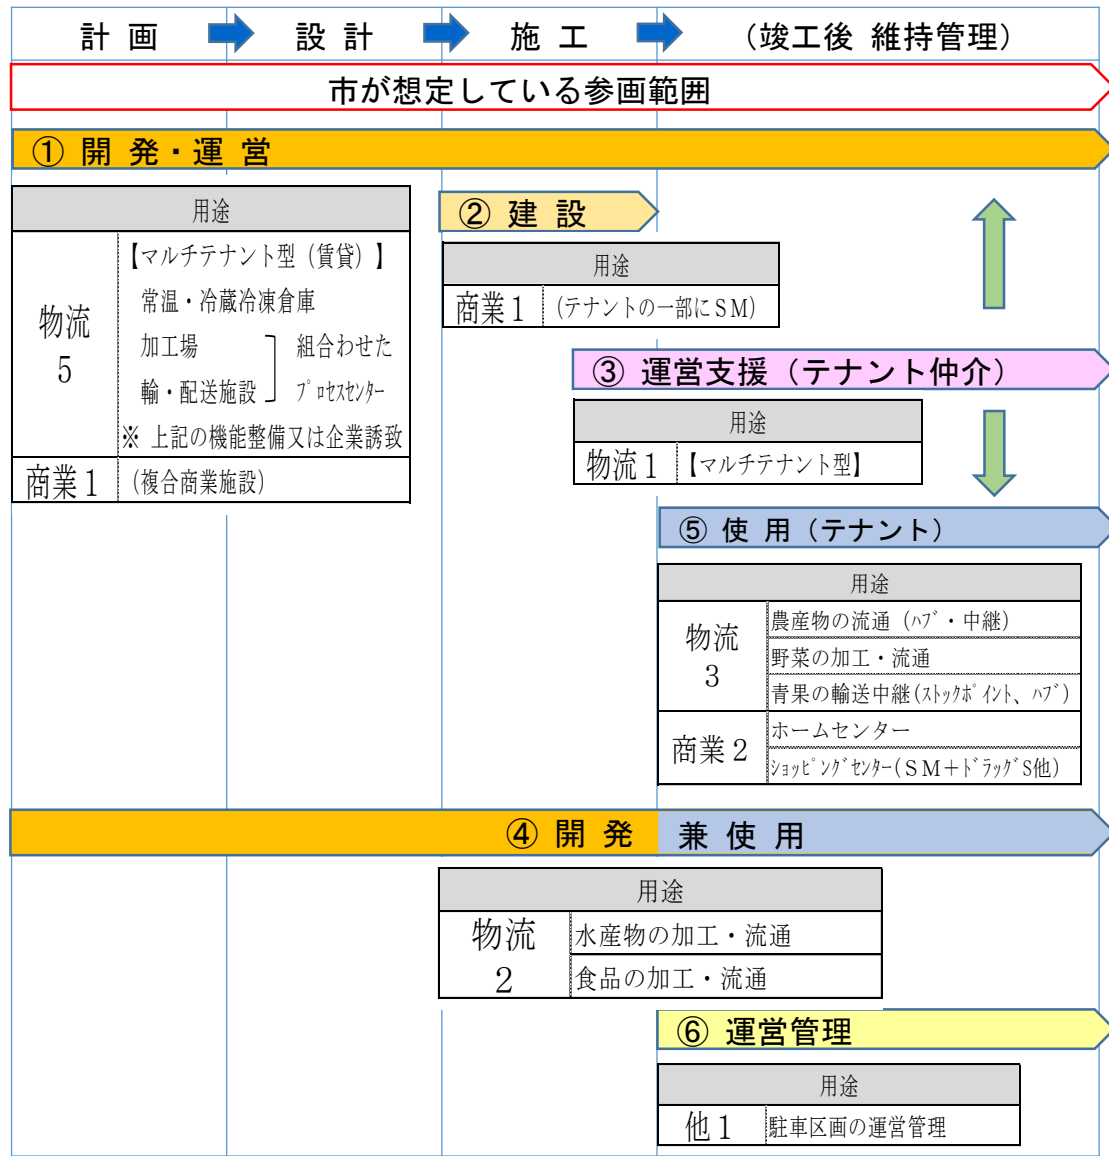 計 画 設 計 施 工 (竣工後 維持管理)
市が想定している参画範囲
① 開 発・運 営
用途
物流
5
【マルチテナント型(賃貸)】
常温・冷蔵冷凍倉庫
加工場 組合わせた
輸・配送施設 プロセスセンター
※ 上記の機能整備又は企業誘致
商業1 (複合商業施設)
② 建 設
用途
商業1 (テナントの一部にSM)
③ 運営支援(テナント仲介)
用途
物流1 【マルチテナント型】
⑤ 使 用(テナント)
用途
物流
3
農産物の流通(ハブ・中継)
野菜の加工・流通
青果の輸送中継(ストックポイント、ハブ)
商業2
ホームセンター
ショッピングセンター(SM+ドラッグS他)
④ 開 発 兼 使 用
用途
物流
2
水産物の加工・流通
食品の加工・流通
⑥ 運営管理
用途
他1 駐車区画の運営管理